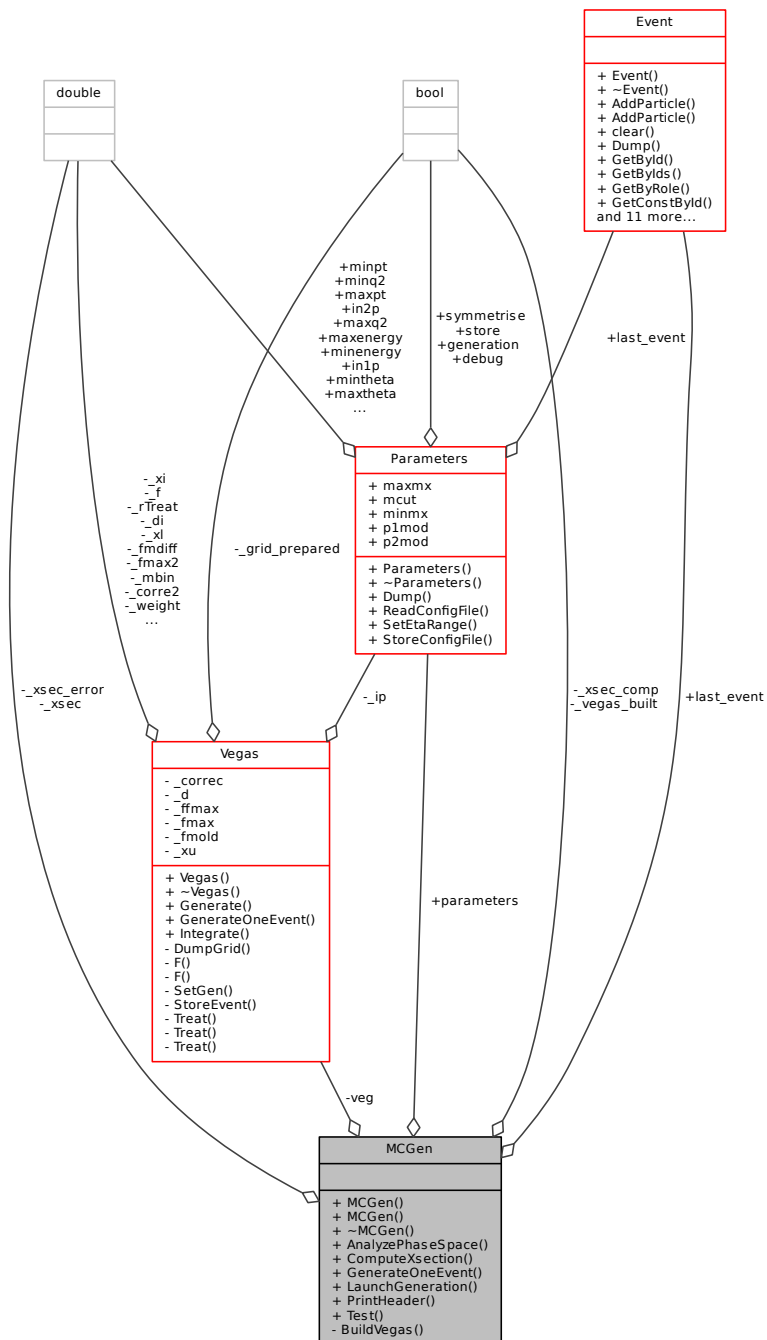 Event
+ Event()
+ ~Event()
+ AddParticle()
+ AddParticle()
+ clear()
+ Dump()
+ GetById()
+ GetByIds()
+ GetByRole()
+ GetConstById()
and 11 more...
double
bool
+minpt
+minq2
+maxpt
+in2p
+maxq2
+maxenergy
+minenergy
+in1p
+mintheta
+maxtheta
...
+symmetrise
+store
+generation
+debug
+last_event
Parameters
+ maxmx
+ mcut
+ minmx
+ p1mod
+ p2mod
+ Parameters()
+ ~Parameters()
+ Dump()
+ ReadConfigFile()
+ SetEtaRange()
+ StoreConfigFile()
-_xi
-_f
-_rTreat
-_di
-_xl
-_fmdiff
-_fmax2
-_mbin
-_corre2
-_weight
...
-_grid_prepared
-_xsec_error
-_xsec
-_ip
-_xsec_comp
-_vegas_built
+last_event
Vegas
- _correc
- _d
- _ffmax
- _fmax
- _fmold
- _xu
+ Vegas()
+ ~Vegas()
+ Generate()
+ GenerateOneEvent()
+ Integrate()
- DumpGrid()
- F()
- F()
- SetGen()
- StoreEvent()
- Treat()
- Treat()
- Treat()
+parameters
-veg
MCGen
+ MCGen()
+ MCGen()
+ ~MCGen()
+ AnalyzePhaseSpace()
+ ComputeXsection()
+ GenerateOneEvent()
+ LaunchGeneration()
+ PrintHeader()
+ Test()
- BuildVegas()